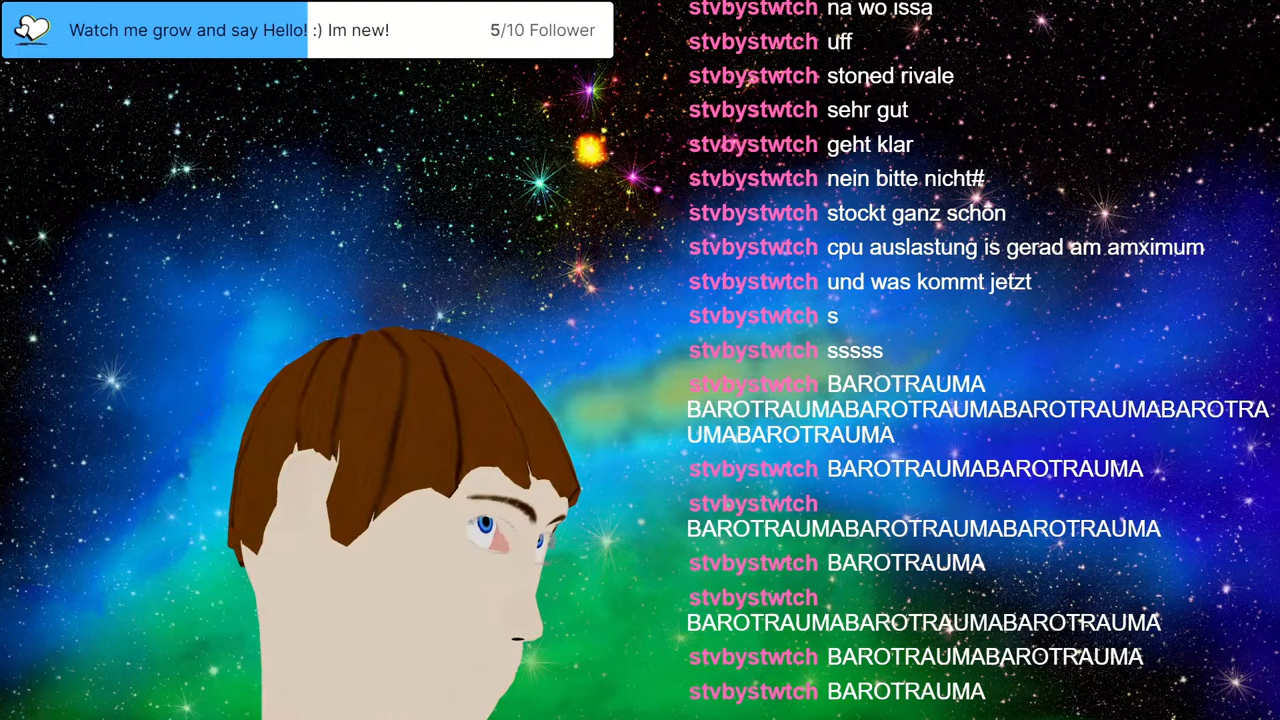 Watch me grow and say Hello! :) Im new!
5/10 Follower
stvbystwtch na wo issa
stvbystwtch uff
stvbystwtch stoned rivale
stvbystwtch sehr gut
stvbystwtch geht klar
stvbystwtch nein bitte nicht#
stvbystwtch stockt ganz schön
stvbystwtch cpu auslastung is gerad am amximum
stvbystwtch und was kommt jetzt
stvbystwtch s
stvbystwtch sssss
stvbystwtch BAROTRAUMA
BAROTRAUMABAROTRAUMABAROTRAUMABAROTRA
UMABAROTRAUMA
stvbystwtch BAROTRAUMABAROTRAUMA
stvbystwtch
BAROTRAUMABAROTRAUMABAROTRAUMA
stvbystwtch BAROTRAUMA
stvbystwtch
BAROTRAUMABAROTRAUMABAROTRAUMA
stvbystwtch BAROTRAUMABAROTRAUMA
stvbystwtch BAROTRAUMA